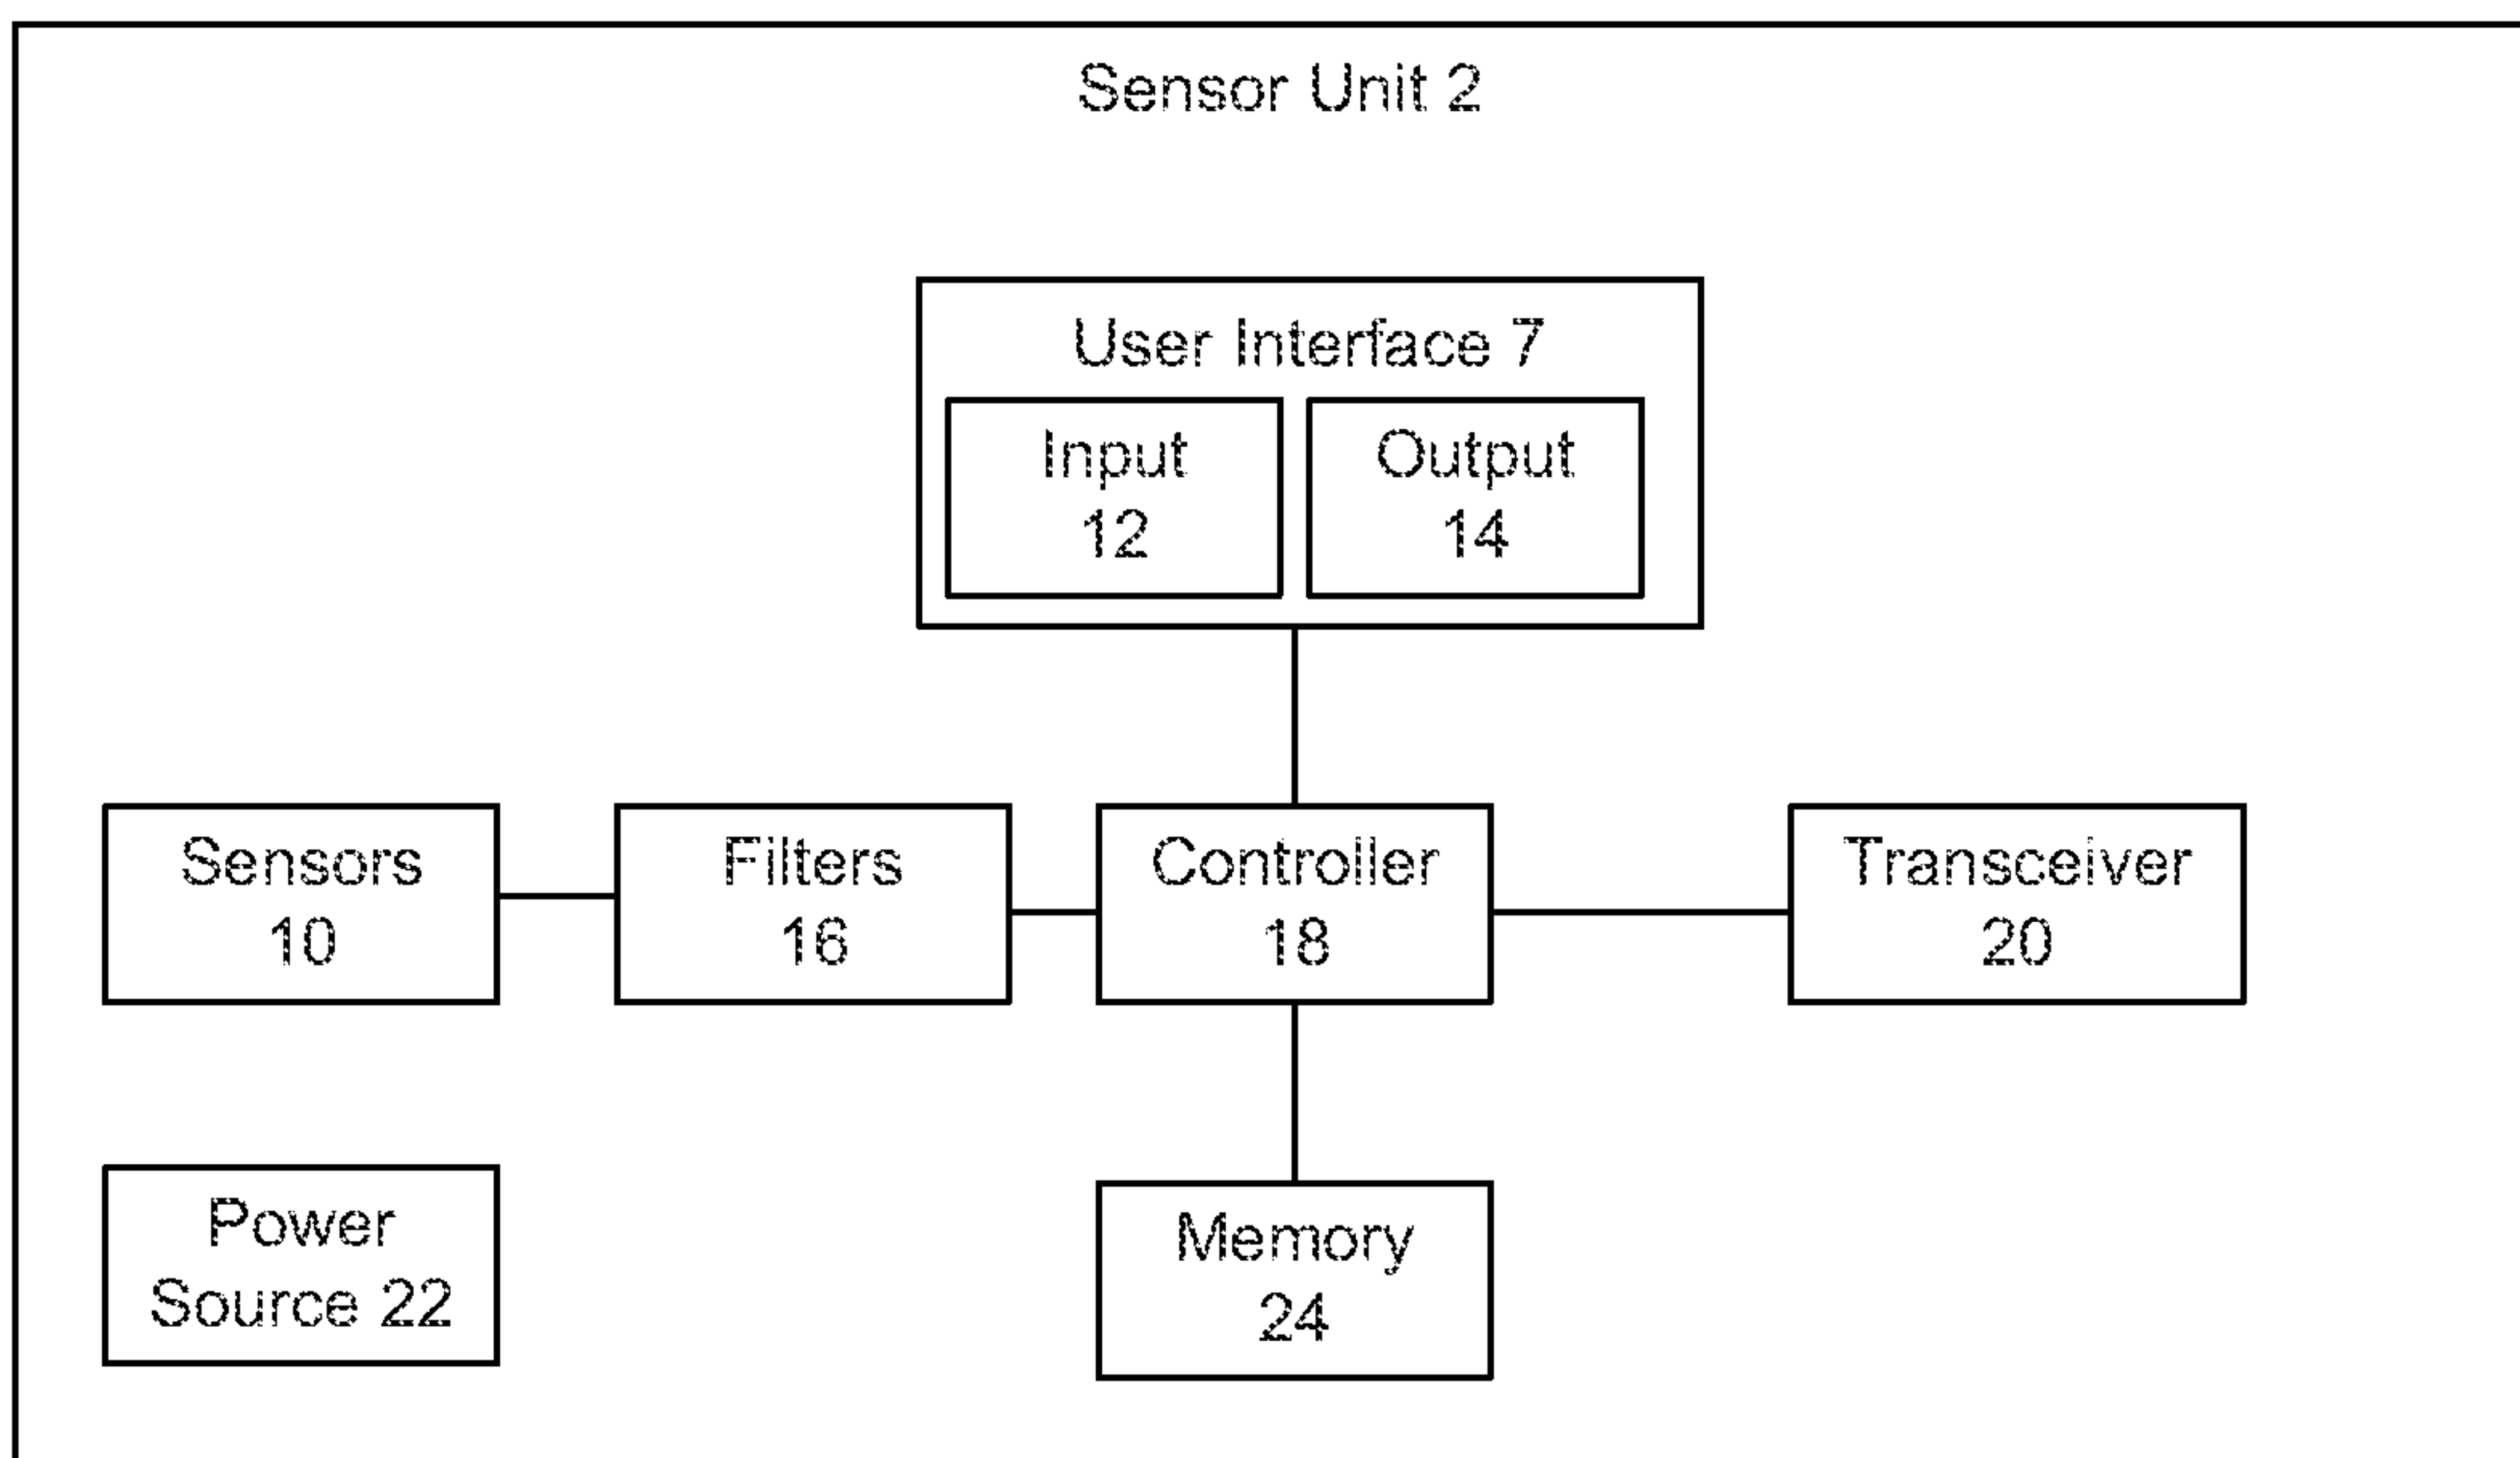 Sensor Unit 2
User Interface 7
Input
12
Output
14
Sensors
10
Filters
16
Controller
18
Transceiver
20
Power
Source 22
Memory
24